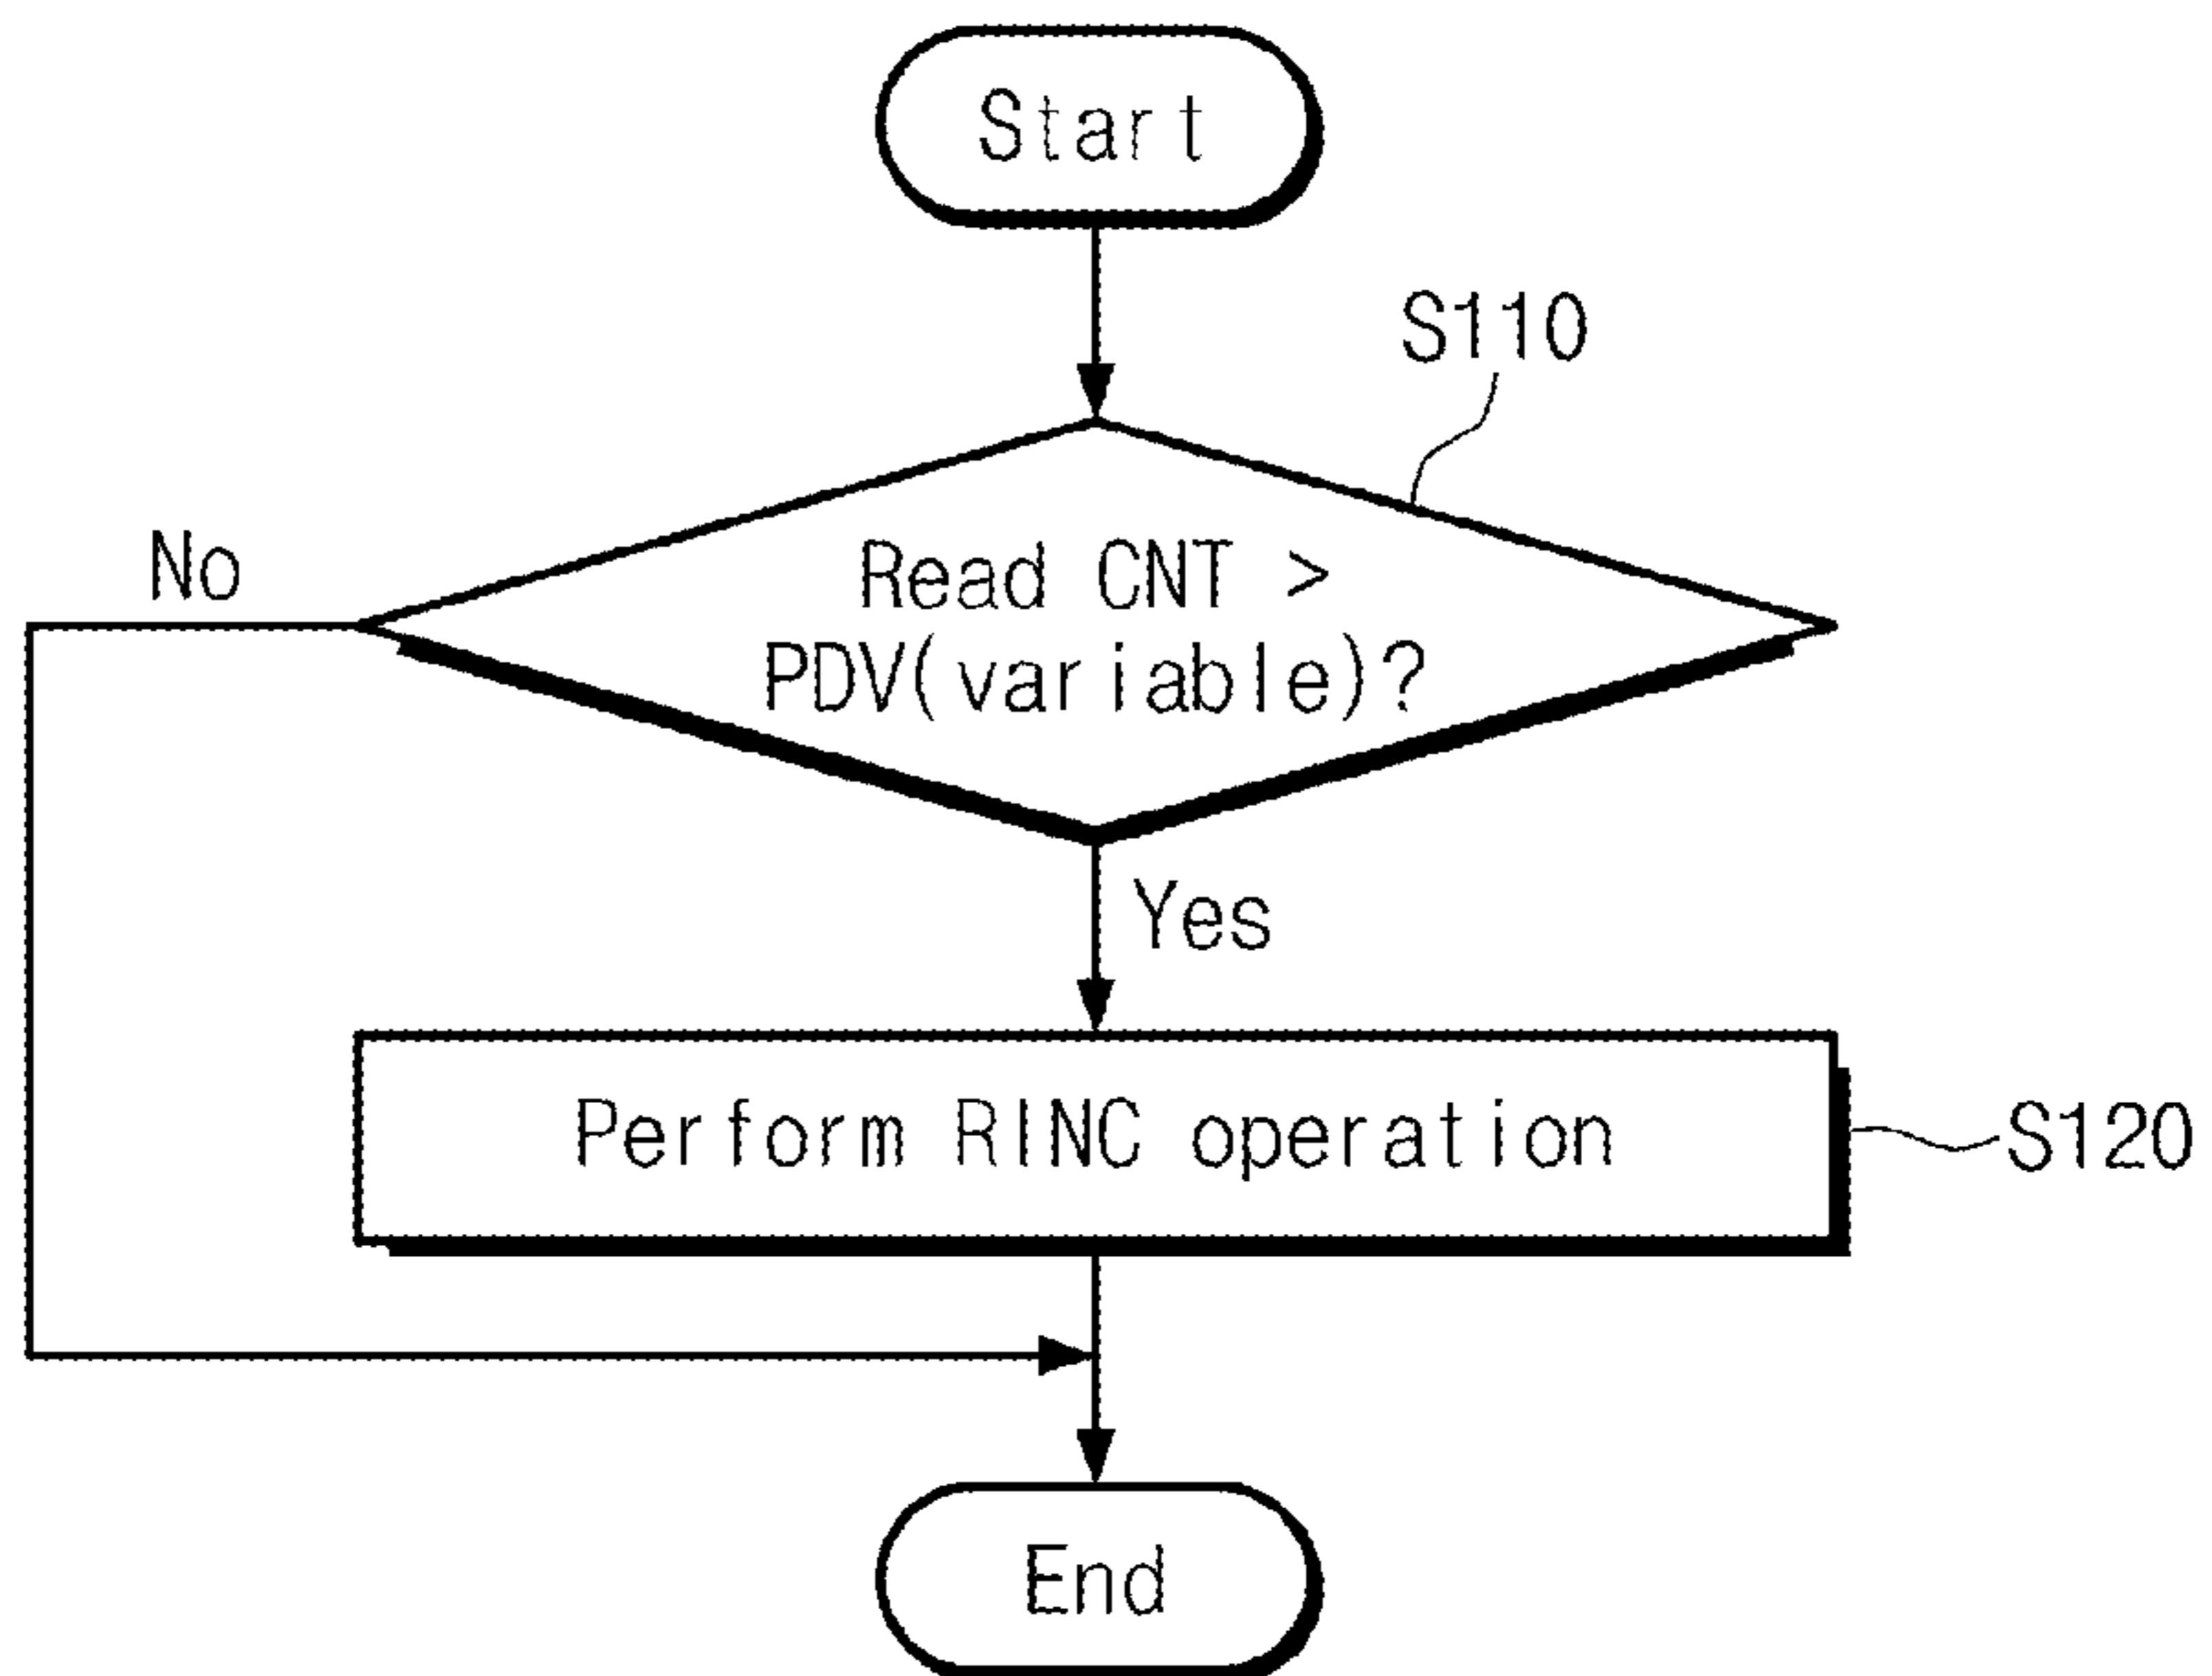 Start
S110
No
Read CNT >
PDV(variable)?
Yes
Perform RINC operation
S120
End